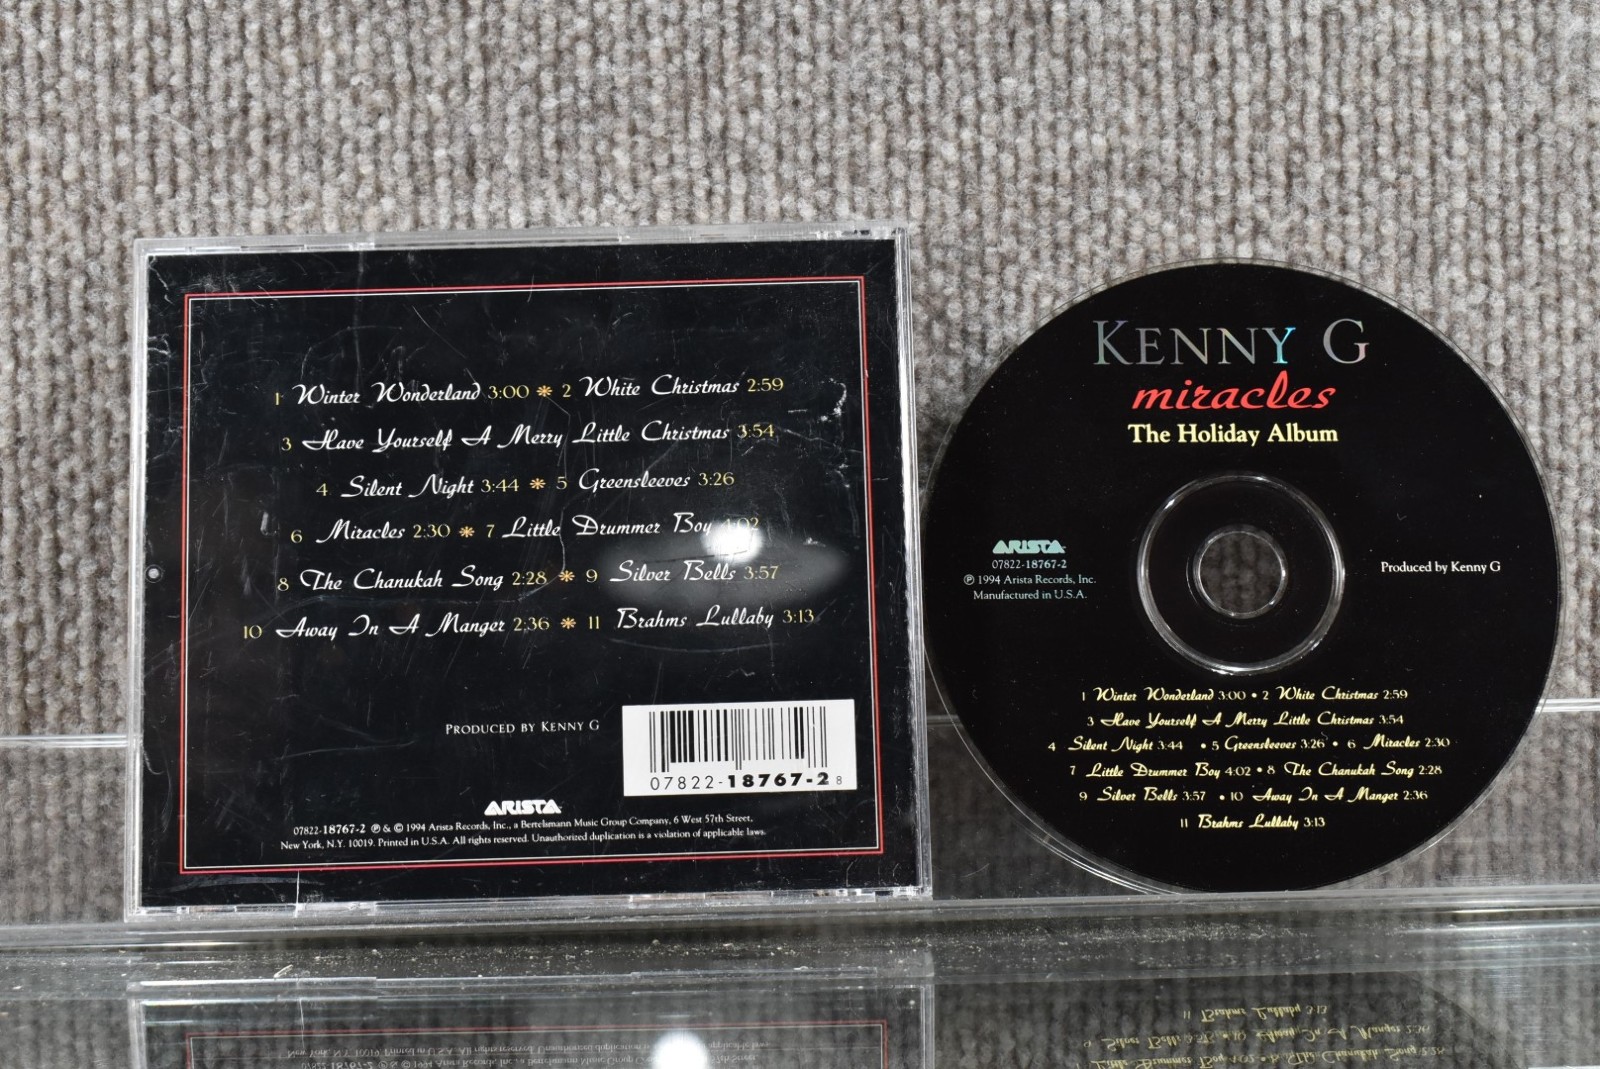 1 Winter Wonderland 3:00 * 2 White Christmas 2:59
3 Have Yourself A Merry Little Christmas 3:54
4 Silent Night 3:44 * 5 Greensleeves 3:26
6 Miracles 2:30 * 7 Little Drummer Boy 4:02
8 The Chanukah Song 2:28 * 9 Silver Bells 3:57
10 Away In A Manger 2:36 * 11 Brahms Lullaby 3:13
PRODUCED BY KENNY G
07822-18767-2 8
ARISTA
07822-18767-2 ℗ & © 1994 Arista Records, Inc., a Bertelsmann Music Group Company, 6 West 57th Street,
New York, N.Y. 10019. Printed in U.S.A. All rights reserved. Unauthorized duplication is a violation of applicable laws.
KENNY G
miracles
The Holiday Album
ARISTA
07822-18767-2
℗ 1994 Arista Records, Inc.
Manufactured in U.S.A.
Produced by Kenny G
1 Winter Wonderland 3:00 • 2 White Christmas 2:59
3 Have Yourself A Merry Little Christmas 3:54
4 Silent Night 3:44 • 5 Greensleeves 3:26 • 6 Miracles 2:30
7 Little Drummer Boy 4:02 • 8 The Chanukah Song 2:28
9 Silver Bells 3:57 • 10 Away In A Manger 2:36
11 Brahms Lullaby 3:13